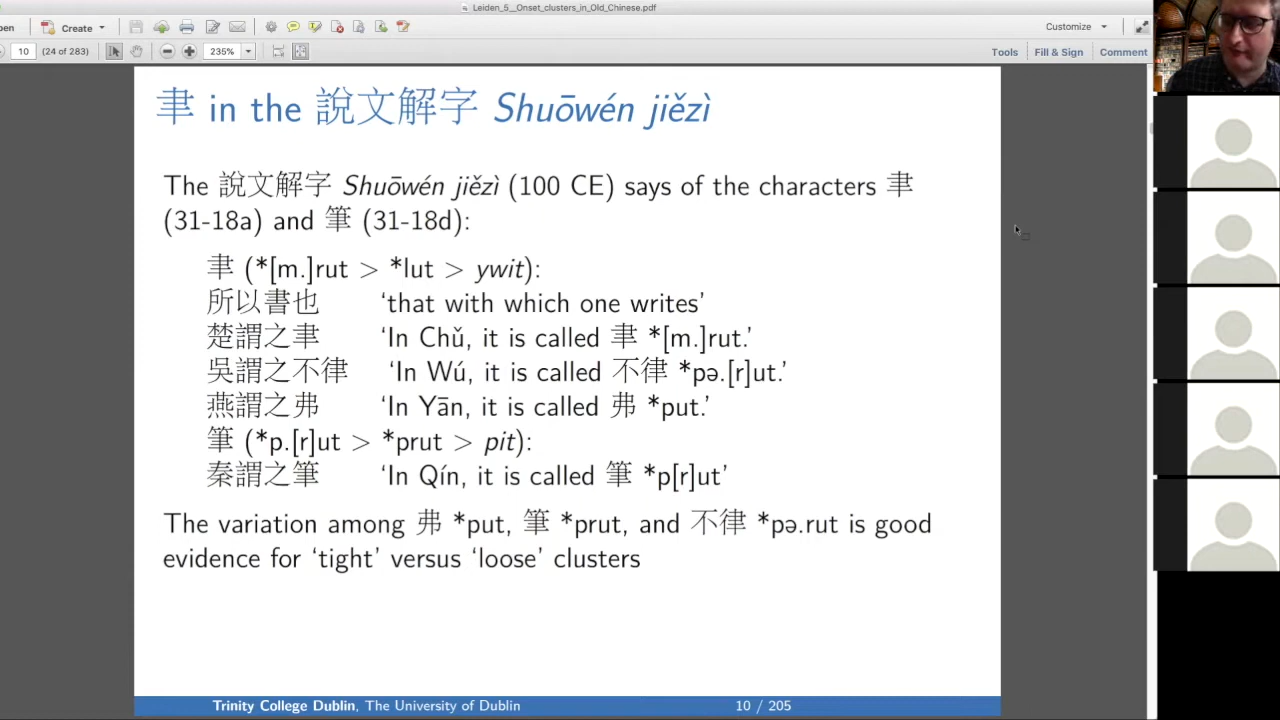 Leiden_5__Onset_clusters_in_Old_Chinese.pdf
Create
Customize
10 (24 of 283) 235%
Tools Fill & Sign Comment
聿 in the 說文解字 Shuōwén jiězì
The 說文解字 Shuōwén jiězì (100 CE) says of the characters 聿
(31-18a) and 筆 (31-18d):
聿 (*[m.]rut > *lut > ywit):
所以書也 ‘that with which one writes’
楚謂之聿 ‘In Chǔ, it is called 聿 *[m.]rut.’
吳謂之不律 ‘In Wú, it is called 不律 *pə.[r]ut.’
燕謂之弗 ‘In Yān, it is called 弗 *put.’
筆 (*p.[r]ut > *prut > pit):
秦謂之筆 ‘In Qín, it is called 筆 *p[r]ut’
The variation among 弗 *put, 筆 *prut, and 不律 *pə.rut is good
evidence for ‘tight’ versus ‘loose’ clusters
Trinity College Dublin, The University of Dublin 10 / 205